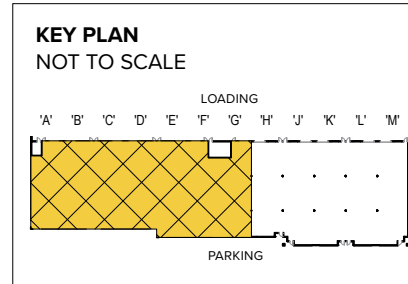 KEY PLAN
NOT TO SCALE
LOADING
'A' 'B' 'C' 'D' 'E' 'F' 'G' 'H' 'J' 'K' 'L' 'M'
PARKING